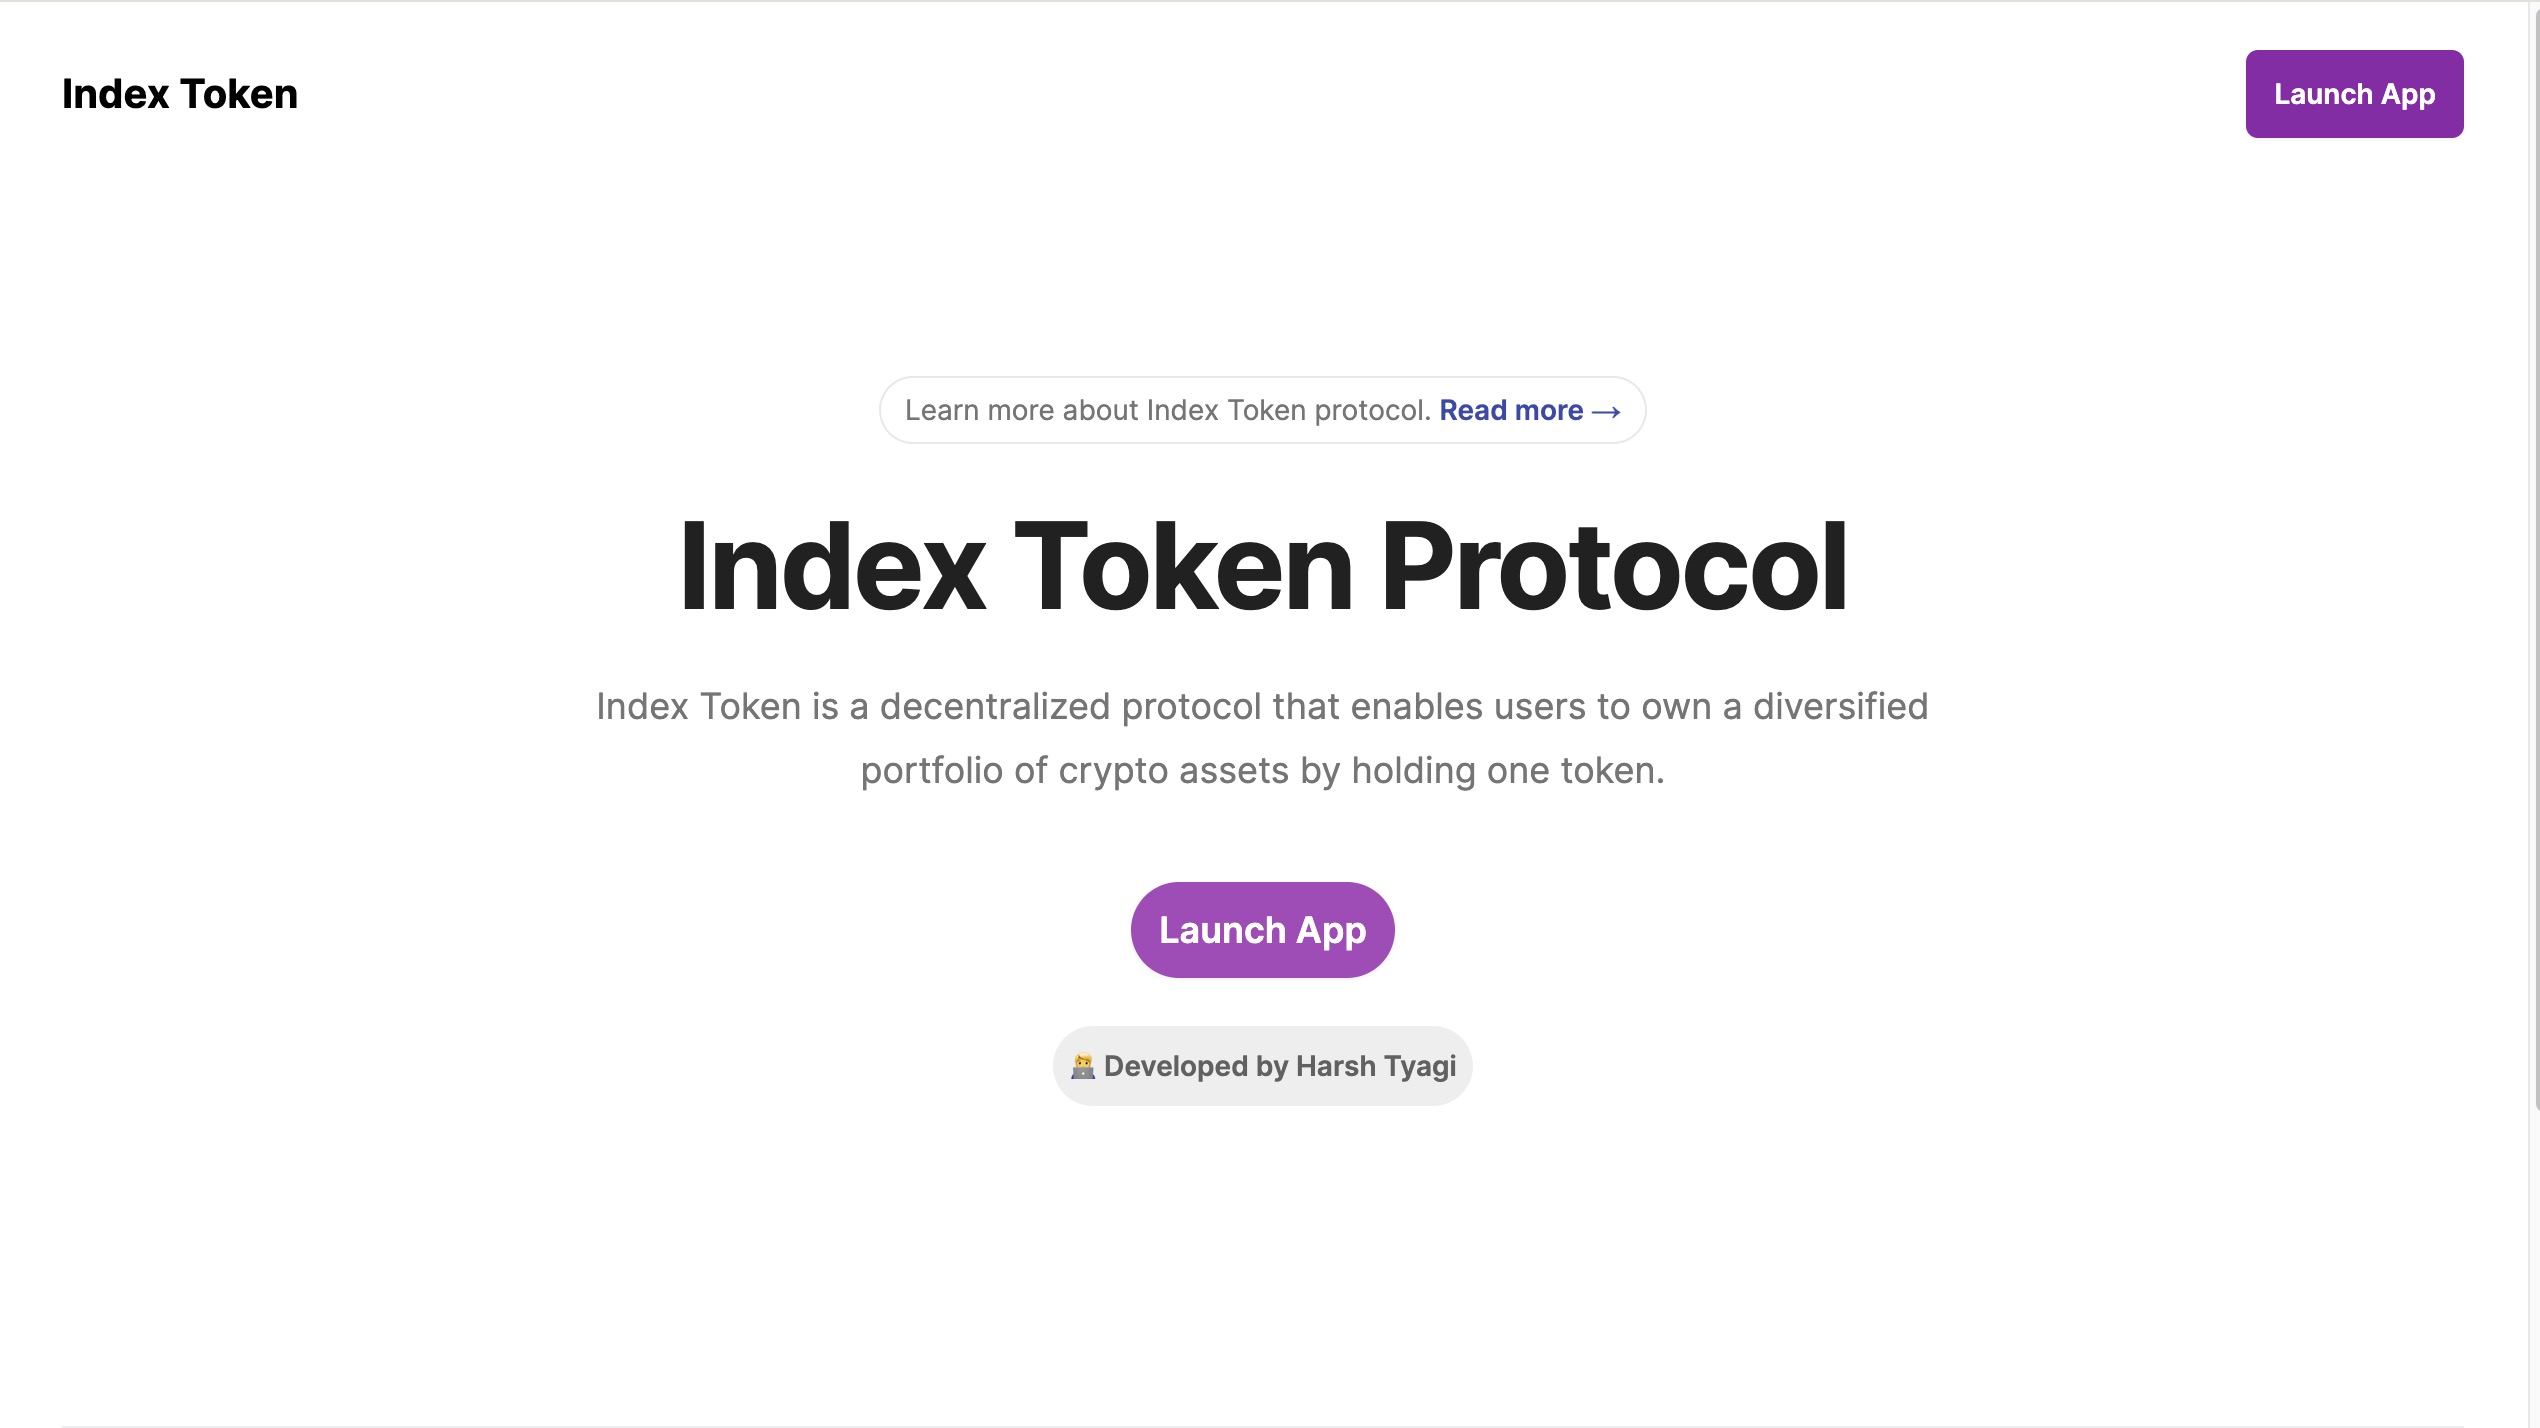 Index Token
Launch App
Learn more about Index Token protocol. Read more →
Index Token Protocol
Index Token is a decentralized protocol that enables users to own a diversified
portfolio of crypto assets by holding one token.
Launch App
👨‍💻 Developed by Harsh Tyagi